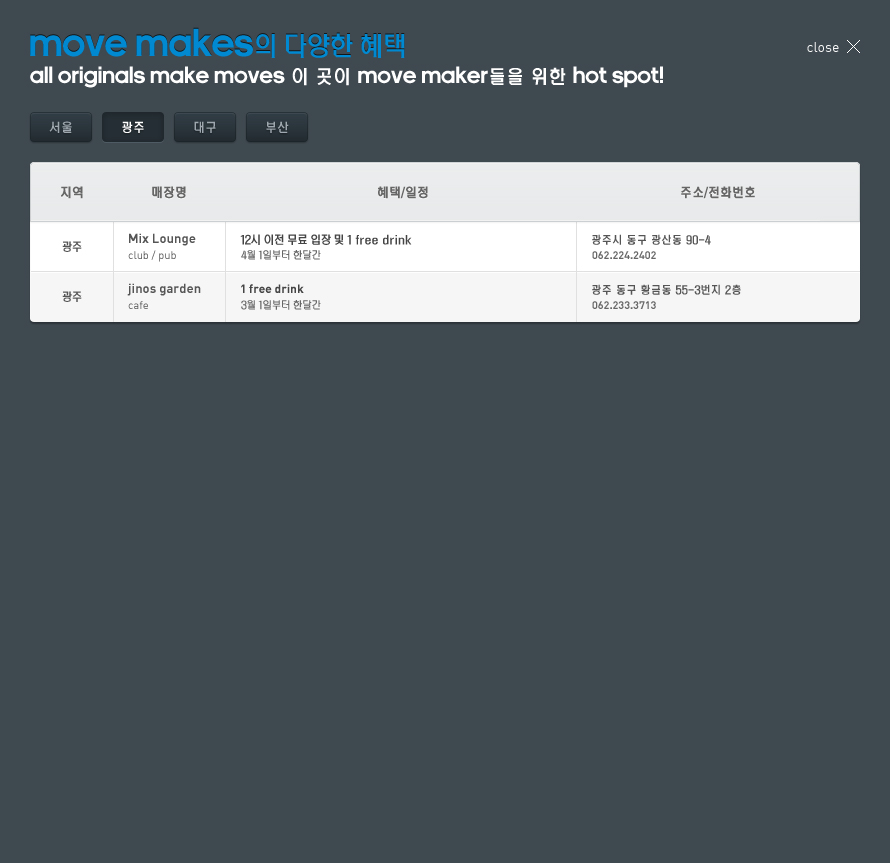 move makes의 다양한 혜택
close
all originals make moves 이 곳이 move maker들을 위한 hot spot!
서울 광주 대구 부산
지역 매장명 혜택/일정 주소/전화번호
광주 Mix Lounge 12시 이전 무료 입장 및 1 free drink 광주시 동구 광산동 90-4
club / pub 4월 1일부터 한달간 062.224.2402
광주 jinos garden 1 free drink 광주 동구 황금동 55-3번지 2층
cafe 3월 1일부터 한달간 062.233.3713